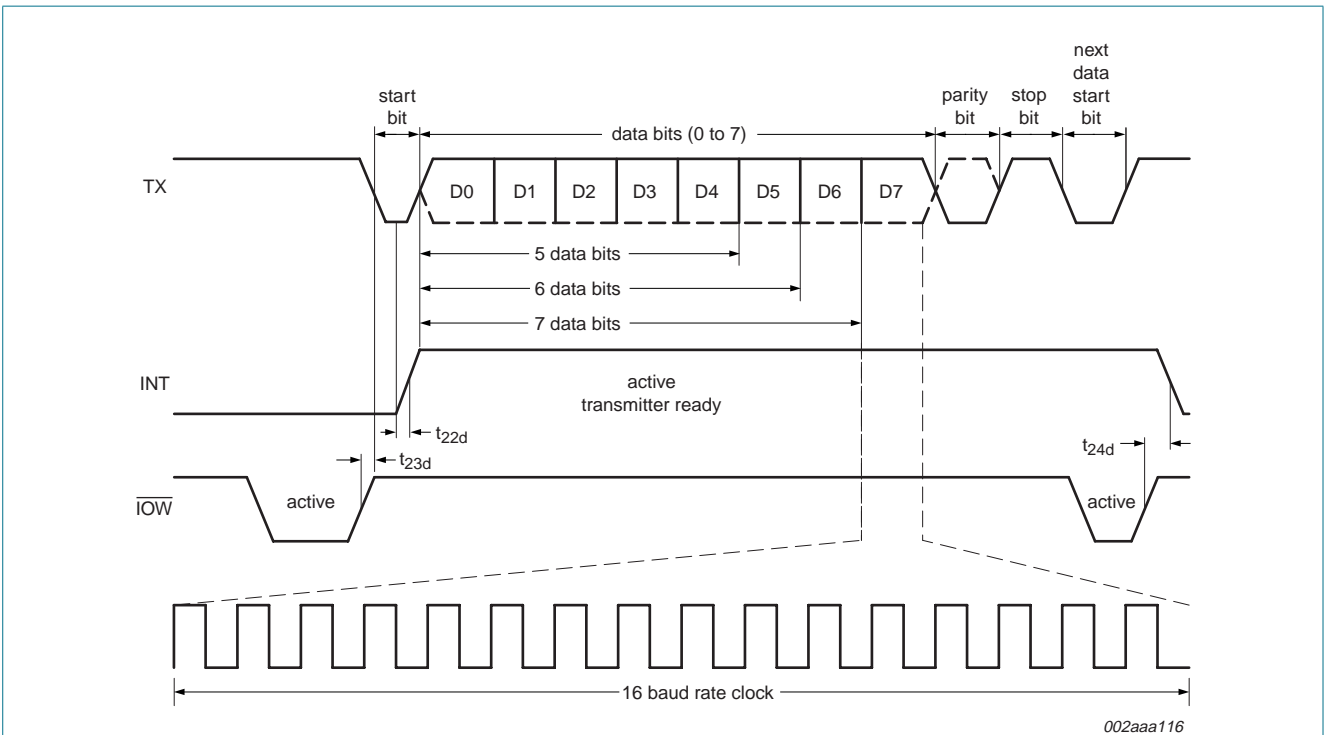 next
data
start
bit
start
bit
parity
bit
stop
bit
data bits (0 to 7)
TX
D0 D1 D2 D3 D4 D5 D6 D7
5 data bits
6 data bits
7 data bits
INT
active
transmitter ready
t22d
t24d
t23d
IOW
active
active
16 baud rate clock
002aaa116